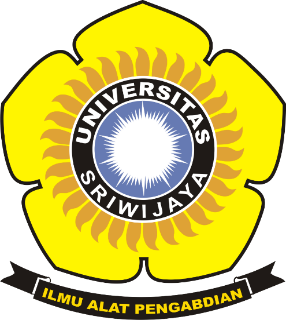 UNIVERSITAS
SRIWIJAYA
ILMU ALAT PENGABDIAN